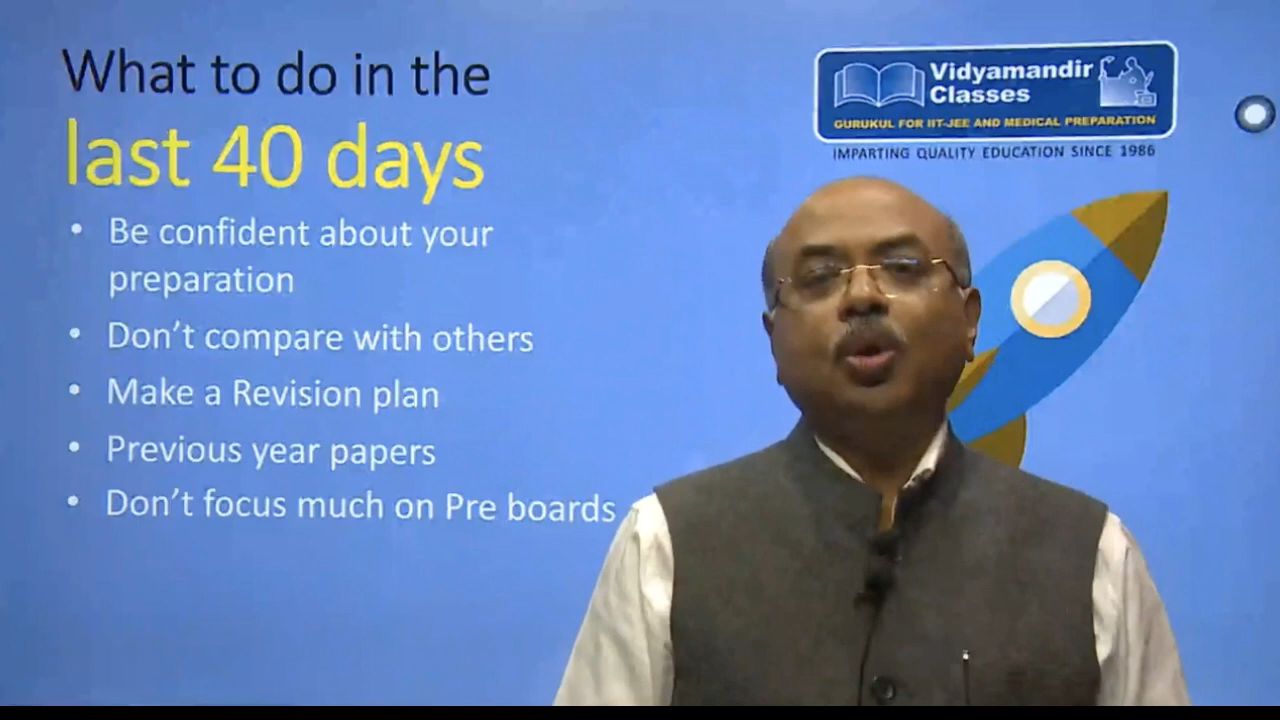 What to do in the
last 40 days
• Be confident about your
preparation
• Don't compare with others
• Make a Revision plan
• Previous year papers
• Don't focus much on Pre boards
Vidyamandir
Classes
GURUKUL FOR IIT-JEE AND MEDICAL PREPARATION
IMPARTING QUALITY EDUCATION SINCE 1986